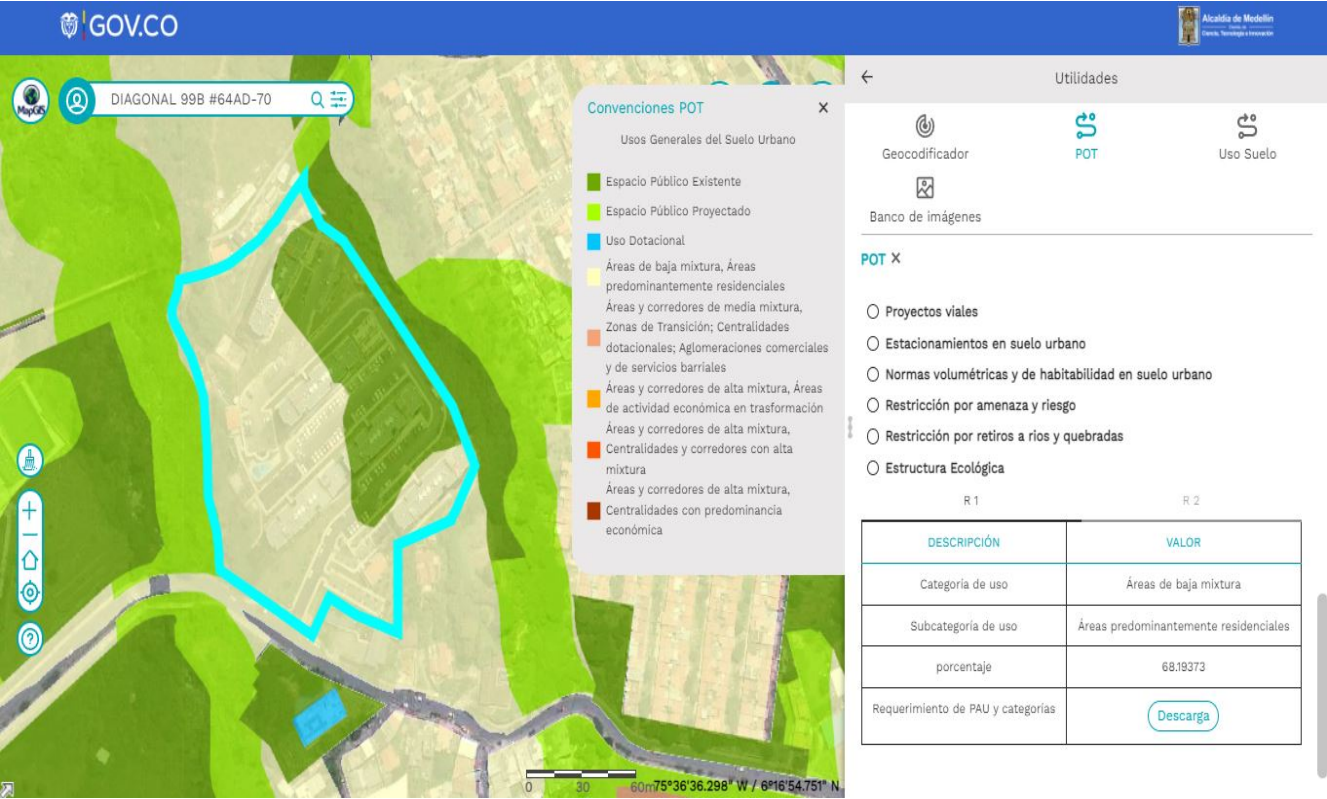 GOV.CO
Alcaldía de Medellín
Distrito de
Ciencia, Tecnología e Innovación
MapGIS
DIAGONAL 99B #64AD-70
Convenciones POT
Usos Generales del Suelo Urbano
Espacio Público Existente
Espacio Público Proyectado
Uso Dotacional
Áreas de baja mixtura, Áreas
predominantemente residenciales
Áreas y corredores de media mixtura,
Zonas de Transición; Centralidades
dotacionales; Aglomeraciones comerciales
y de servicios barriales
Áreas y corredores de alta mixtura, Áreas
de actividad económica en trasformación
Áreas y corredores de alta mixtura,
Centralidades y corredores con alta
mixtura
Áreas y corredores de alta mixtura,
Centralidades con predominancia
económica
0 30 60m
75°36'36.298" W / 6°16'54.751" N
Utilidades
Geocodificador
POT
Uso Suelo
Banco de imágenes
POT X
Proyectos viales
Estacionamientos en suelo urbano
Normas volumétricas y de habitabilidad en suelo urbano
Restricción por amenaza y riesgo
Restricción por retiros a rios y quebradas
Estructura Ecológica
R 1 R 2
DESCRIPCIÓN VALOR
Categoría de uso Áreas de baja mixtura
Subcategoría de uso Áreas predominantemente residenciales
porcentaje 68.19373
Requerimiento de PAU y categorías Descarga